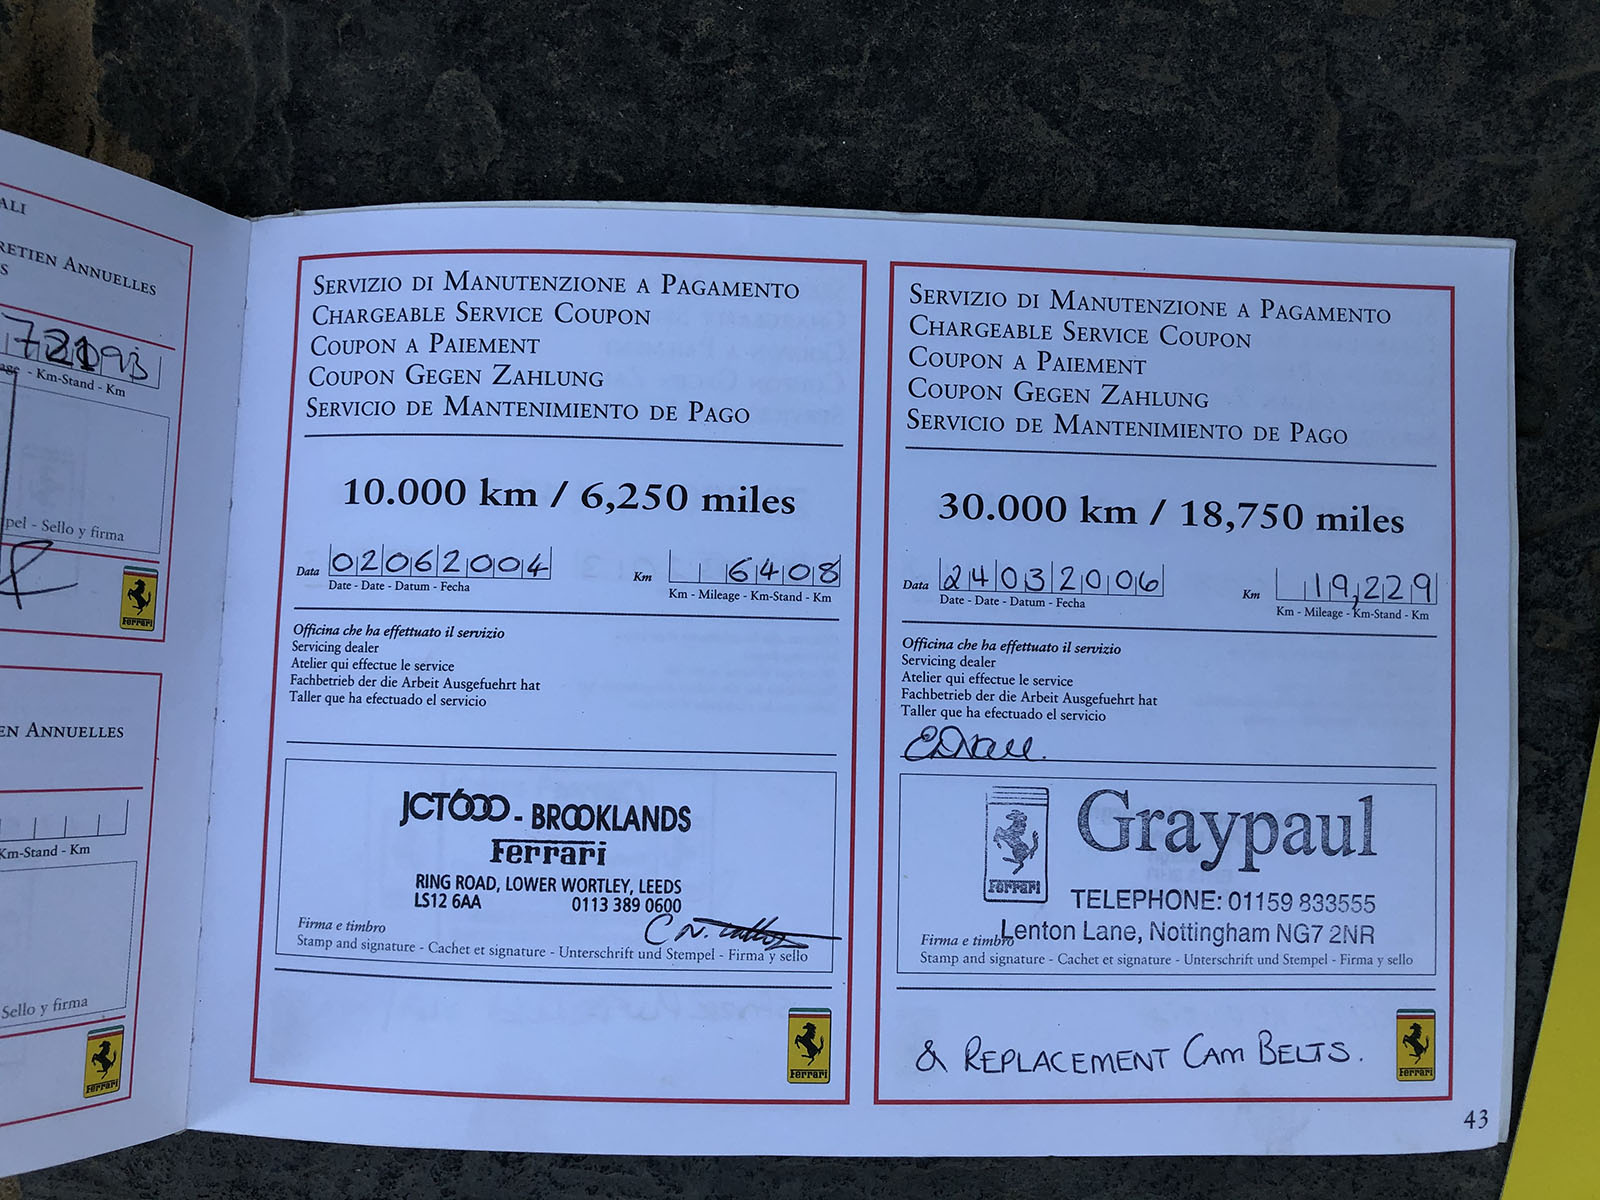 ALI
RETIEN ANNUELLES
S
- Km-Stand - Km
pel - Sello y firma
Ferrari
EN ANNUELLES
Km-Stand - Km
Sello y firma
Ferrari
SERVIZIO DI MANUTENZIONE A PAGAMENTO
CHARGEABLE SERVICE COUPON
COUPON A PAIEMENT
COUPON GEGEN ZAHLUNG
SERVICIO DE MANTENIMIENTO DE PAGO
10.000 km / 6,250 miles
Data 02062004 Km 6408
Date - Date - Datum - Fecha Km - Mileage - Km-Stand - Km
Officina che ha effettuato il servizio
Servicing dealer
Atelier qui effectue le service
Fachbetrieb der die Arbeit Ausgefuehrt hat
Taller que ha efectuado el servicio
JCT600 - BROOKLANDS
Ferrari
RING ROAD, LOWER WORTLEY, LEEDS
LS12 6AA 0113 389 0600
Firma e timbro
Stamp and signature - Cachet et signature - Unterschrift und Stempel - Firma y sello
Ferrari
SERVIZIO DI MANUTENZIONE A PAGAMENTO
CHARGEABLE SERVICE COUPON
COUPON A PAIEMENT
COUPON GEGEN ZAHLUNG
SERVICIO DE MANTENIMIENTO DE PAGO
30.000 km / 18,750 miles
Data 24032006 Km 19,229
Date - Date - Datum - Fecha Km - Mileage - Km-Stand - Km
Officina che ha effettuato il servizio
Servicing dealer
Atelier qui effectue le service
Fachbetrieb der die Arbeit Ausgefuehrt hat
Taller que ha efectuado el servicio
Graypaul
Ferrari
TELEPHONE: 01159 833555
Lenton Lane, Nottingham NG7 2NR
Firma e timbro
Stamp and signature - Cachet et signature - Unterschrift und Stempel - Firma y sello
& REPLACEMENT CAM BELTS.
Ferrari
43